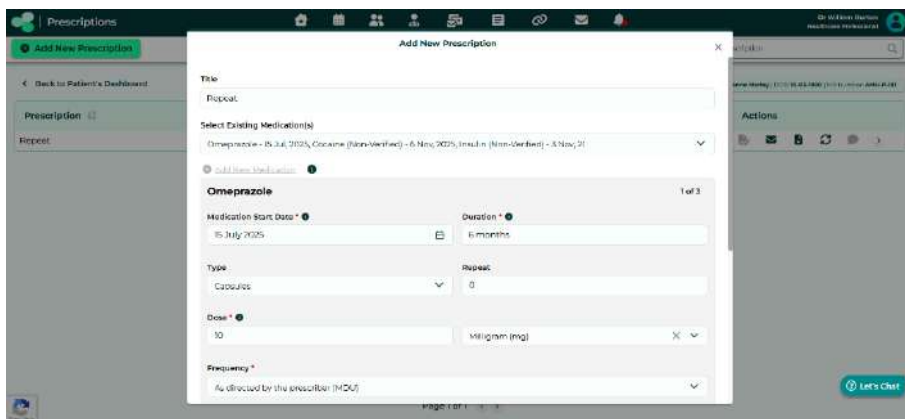 Prescriptions
Dr William Burton
Healthcare Professional
Add New Prescription
Add New Prescription
Back to Patient's Dashboard
Title
Repeat
Prescription
Actions
Select Existing Medication(s)
Repeat
Omeprazole - 15 Jul, 2025, Cocaine (Non-Verified) - 6 Nov, 2025, Insulin (Non-Verified) - 3 Nov, 2
Add New Medication
Omeprazole
1 of 3
Medication Start Date *
Duration *
15 July 2025
6 months
Type
Repeat
Capsules
0
Dose *
10
Milligram (mg)
Frequency *
As directed by the prescriber (MDU)
Let's Chat
Page 1 of 1